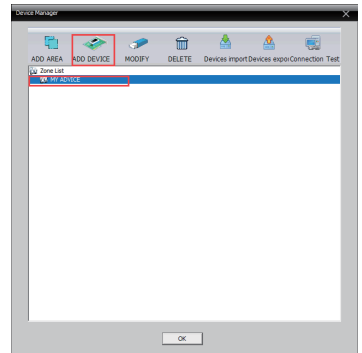 Device Manager
ADD AREA ADD DEVICE MODIFY DELETE Devices import Devices expor Connection Test
Zone List
MY ADVICE
OK